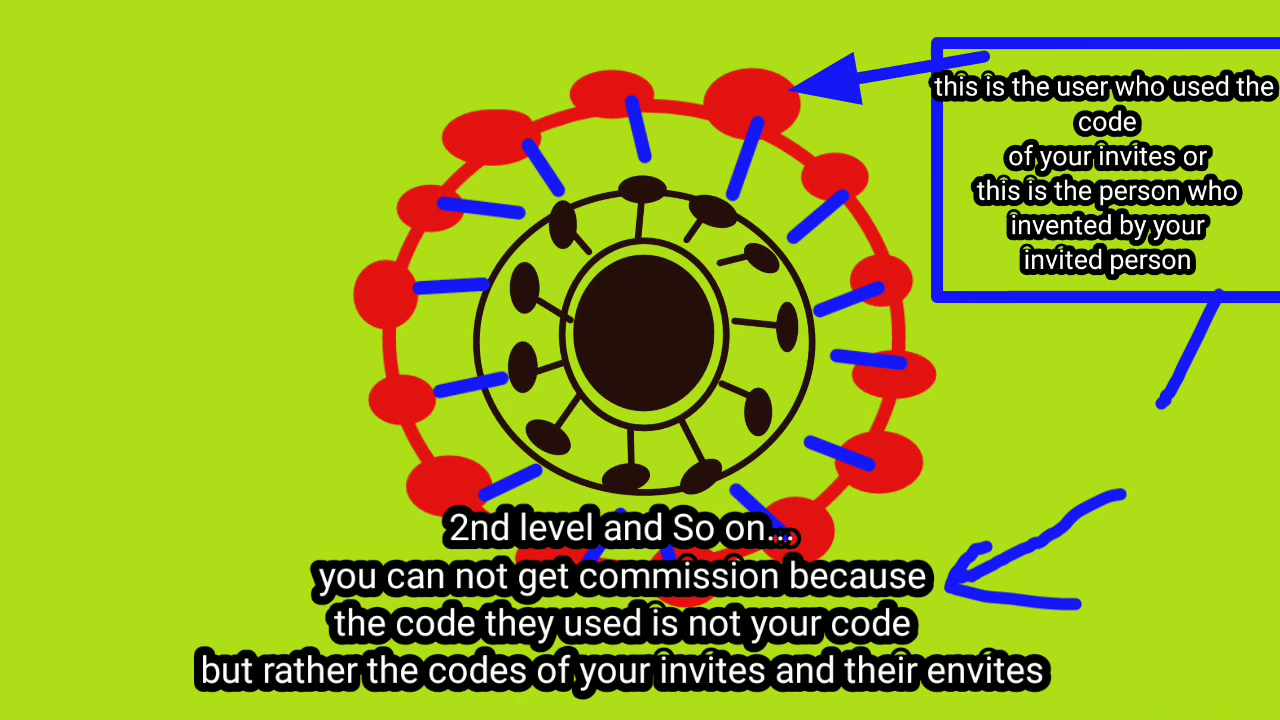 this is the user who used the
code
of your invites or
this is the person who
invented by your
invited person
2nd level and So on...
you can not get commission because
the code they used is not your code
but rather the codes of your invites and their envites